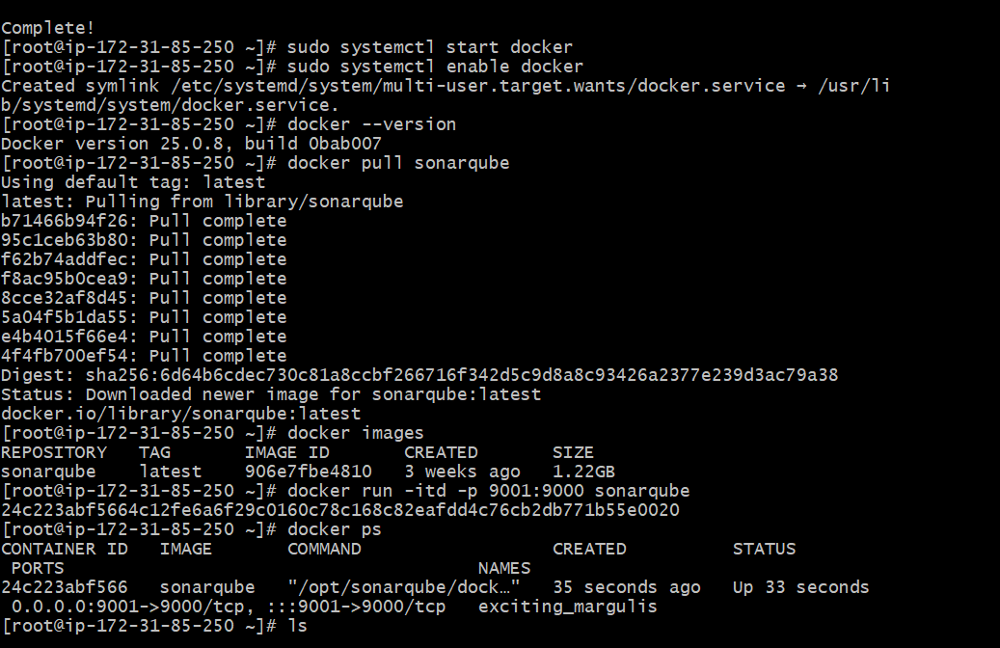 Complete!
[root@ip-172-31-85-250 ~]# sudo systemctl start docker
[root@ip-172-31-85-250 ~]# sudo systemctl enable docker
Created symlink /etc/systemd/system/multi-user.target.wants/docker.service → /usr/li
b/systemd/system/docker.service.
[root@ip-172-31-85-250 ~]# docker --version
Docker version 25.0.8, build 0bab007
[root@ip-172-31-85-250 ~]# docker pull sonarqube
Using default tag: latest
latest: Pulling from library/sonarqube
b71466b94f26: Pull complete
95c1ceb63b80: Pull complete
f62b74addfec: Pull complete
f8ac95b0cea9: Pull complete
8cce32af8d45: Pull complete
5a04f5b1da55: Pull complete
e4b4015f66e4: Pull complete
4f4fb700ef54: Pull complete
Digest: sha256:6d64b6cdec730c81a8ccbf266716f342d5c9d8a8c93426a2377e239d3ac79a38
Status: Downloaded newer image for sonarqube:latest
docker.io/library/sonarqube:latest
[root@ip-172-31-85-250 ~]# docker images
REPOSITORY   TAG       IMAGE ID       CREATED       SIZE
sonarqube    latest    906e7fbe4810   3 weeks ago   1.22GB
[root@ip-172-31-85-250 ~]# docker run -itd -p 9001:9000 sonarqube
24c223abf5664c12fe6a6f29c0160c78c168c82eafdd4c76cb2db771b55e0020
[root@ip-172-31-85-250 ~]# docker ps
CONTAINER ID   IMAGE       COMMAND                  CREATED          STATUS
 PORTS                                       NAMES
24c223abf566   sonarqube   "/opt/sonarqube/dock…"   35 seconds ago   Up 33 seconds
 0.0.0.0:9001->9000/tcp, :::9001->9000/tcp   exciting_margulis
[root@ip-172-31-85-250 ~]# ls